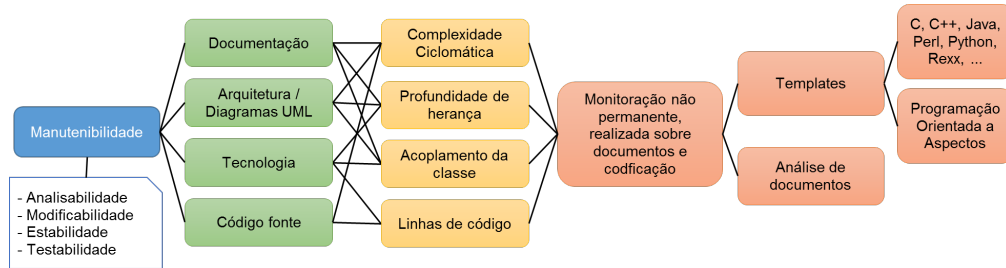 Manutenibilidade
- Analisabilidade
- Modificabilidade
- Estabilidade
- Testabilidade
Documentação
Arquitetura /
Diagramas UML
Tecnologia
Código fonte
Complexidade
Ciclomática
Profundidade de
herança
Acoplamento da
classe
Linhas de código
Monitoração não
permanente,
realizada sobre
documentos e
codficação
Templates
Análise de
documentos
C, C++, Java,
Perl, Python,
Rexx, ...
Programação
Orientada a
Aspectos